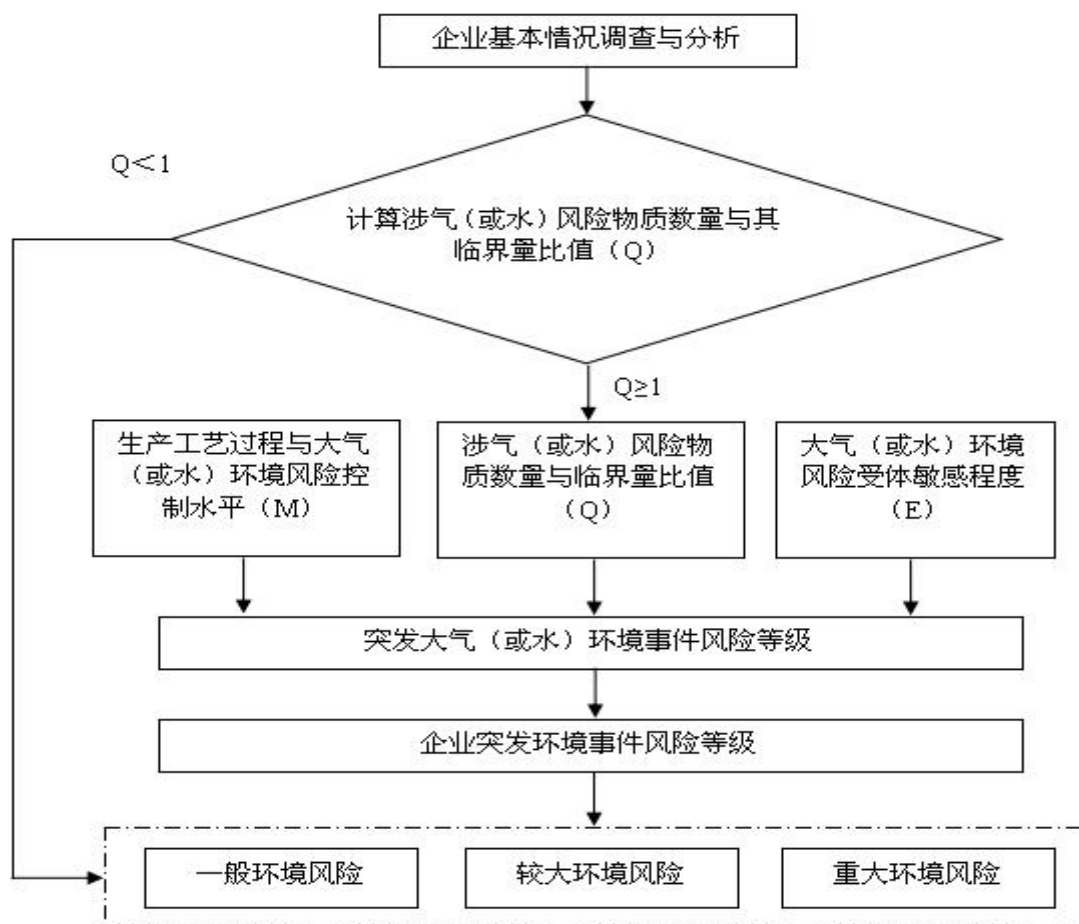 企业基本情况调查与分析
Q＜1
计算涉气（或水）风险物质数量与其
临界量比值（Q）
Q≥1
生产工艺过程与大气
（或水）环境风险控
制水平（M）
涉气（或水）风险物
质数量与临界量比值
（Q）
大气（或水）环境
风险受体敏感程度
（E）
突发大气（或水）环境事件风险等级
企业突发环境事件风险等级
一般环境风险
较大环境风险
重大环境风险